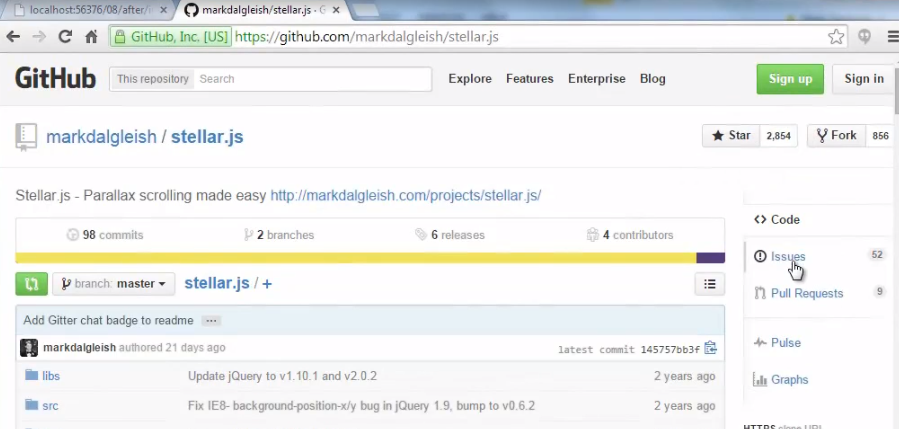 localhost:56376/08/after/in
markdalgleish/stellar.js - G
GitHub, Inc. [US] https://github.com/markdalgleish/stellar.js
GitHub This repository Search Explore Features Enterprise Blog Sign up Sign in
markdalgleish / stellar.js Star 2,854 Fork 856
Stellar.js - Parallax scrolling made easy http://markdalgleish.com/projects/stellar.js/
Code
98 commits 2 branches 6 releases 4 contributors
Issues 52
branch: master stellar.js / +
Pull Requests 9
Add Gitter chat badge to readme ...
markdalgleish authored 21 days ago latest commit 145757bb3f
Pulse
libs Update jQuery to v1.10.1 and v2.0.2 2 years ago
Graphs
src Fix IE8- background-position-x/y bug in jQuery 1.9, bump to v0.6.2 2 years ago
HTTPS clone URL